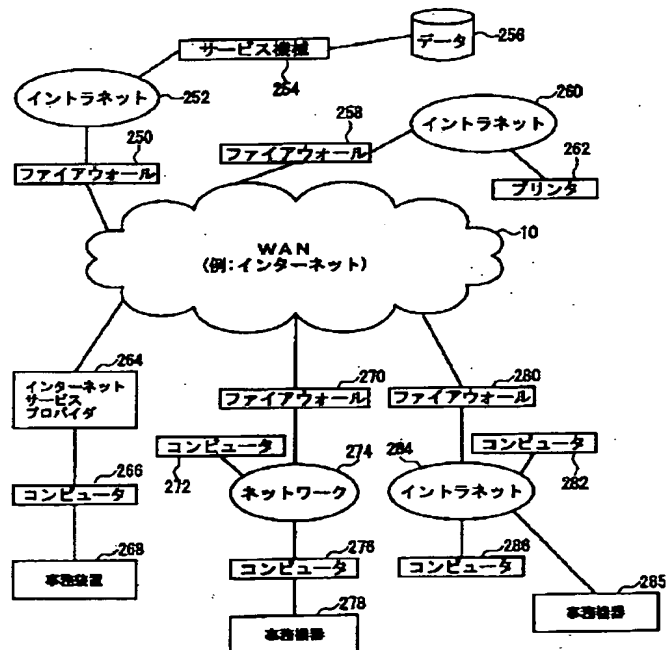 サービス機械
254
データ
256
イントラネット
252
250
ファイアウォール
258
ファイアウォール
260
イントラネット
262
プリンタ
10
WAN
(例:インターネット)
264
インターネット
サービス
プロバイダ
266
コンピュータ
268
事務装置
270
ファイアウォール
コンピュータ
272
274
ネットワーク
276
コンピュータ
278
事務機器
280
ファイアウォール
284
イントラネット
コンピュータ
282
コンピュータ
286
285
事務機器